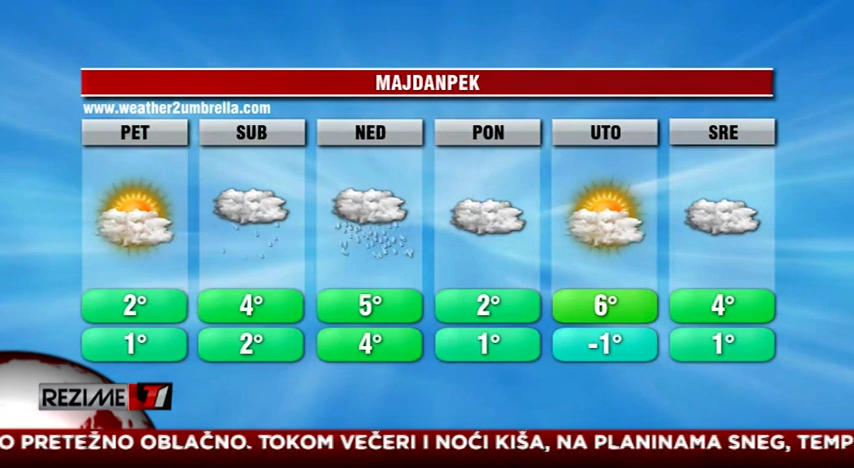 MAJDANPEK
www.weather2umbrella.com
PET SUB NED PON UTO SRE
2° 4° 5° 2° 6° 4°
1° 2° 4° 1° -1° 1°
REZIME T1
O PRETEŽNO OBLAČNO. TOKOM VEČERI I NOĆI KIŠA, NA PLANINAMA SNEG, TEMP